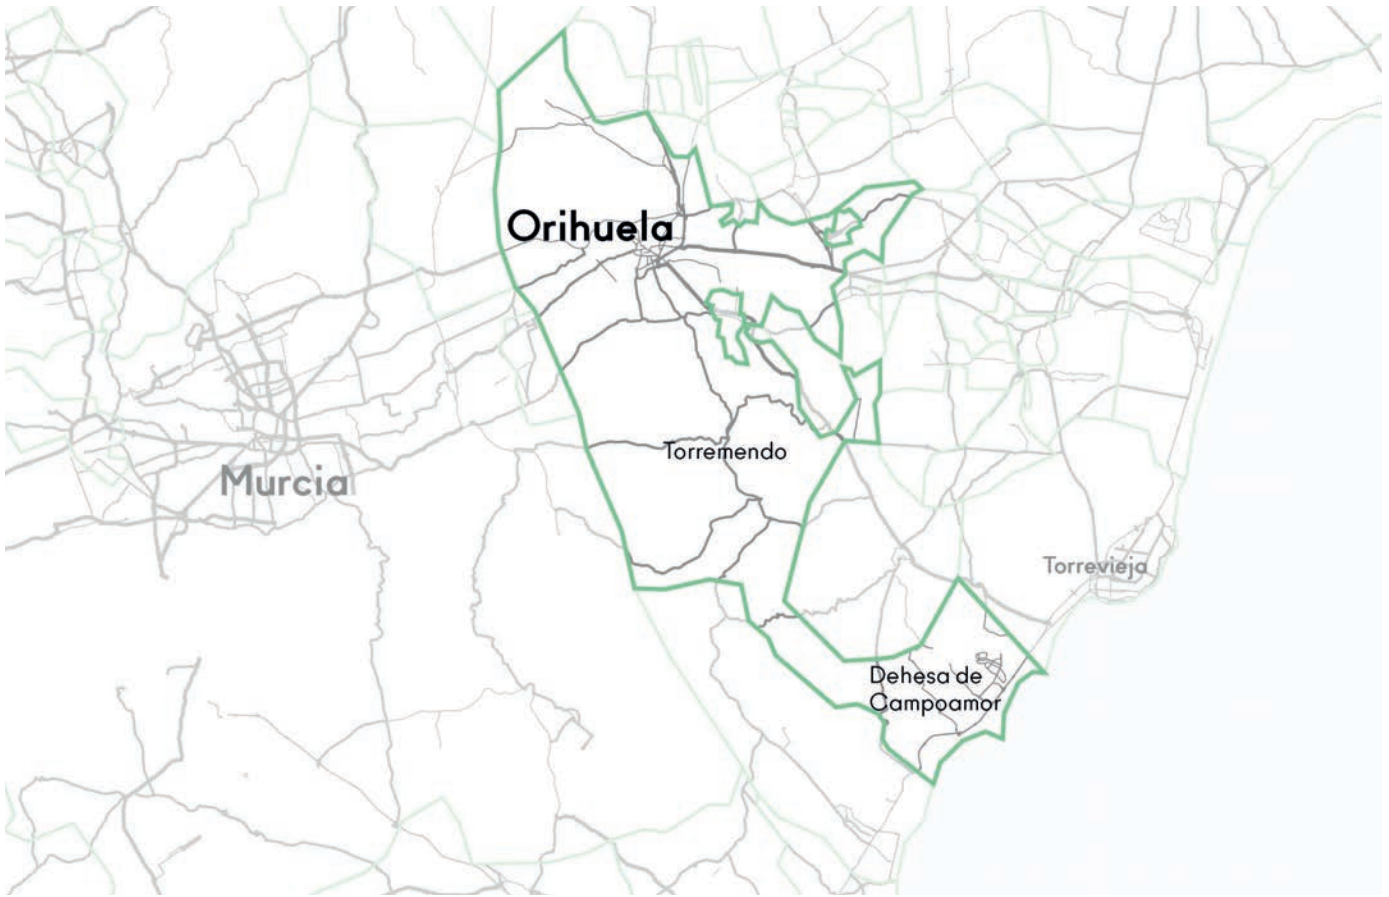 Orihuela
Torremendo
Murcia
Torrevieja
Dehesa de
Campoamor